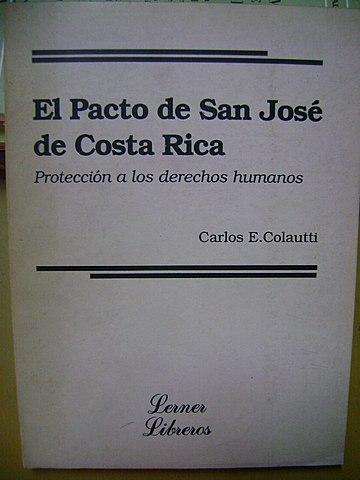 El Pacto de San José
de Costa Rica
Protección a los derechos humanos
Carlos E.Colautti
Lerner
Libreros